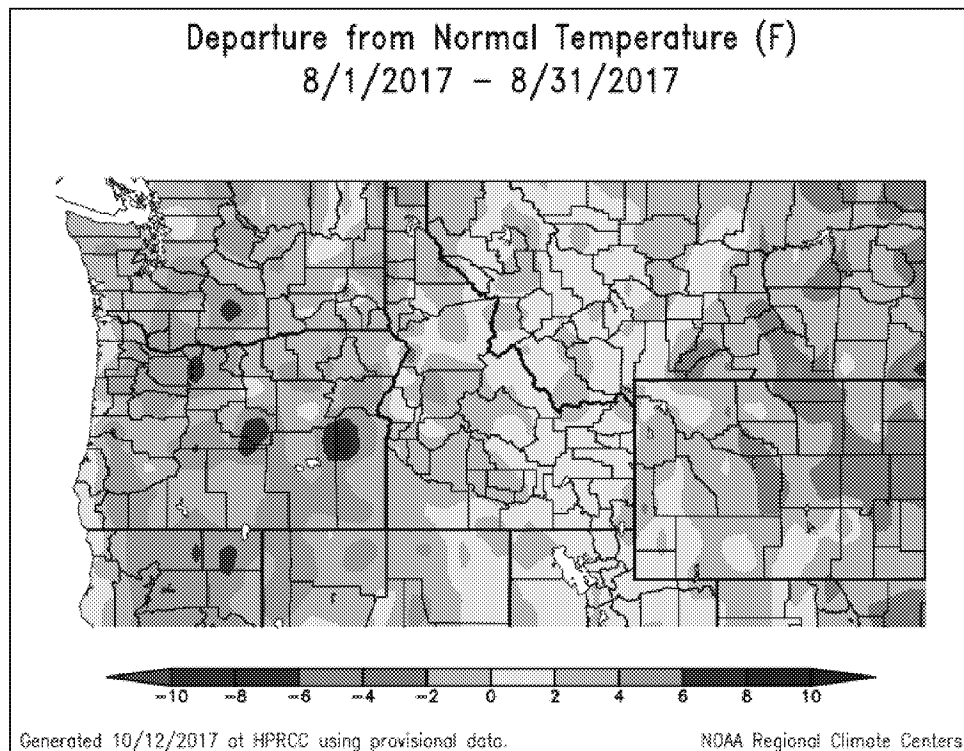 Departure from Normal Temperature (F)
8/1/2017 – 8/31/2017
−10 −8 −6 −4 −2 0 2 4 6 8 10
Generated 10/12/2017 at HPRCC using provisional data. NOAA Regional Climate Centers